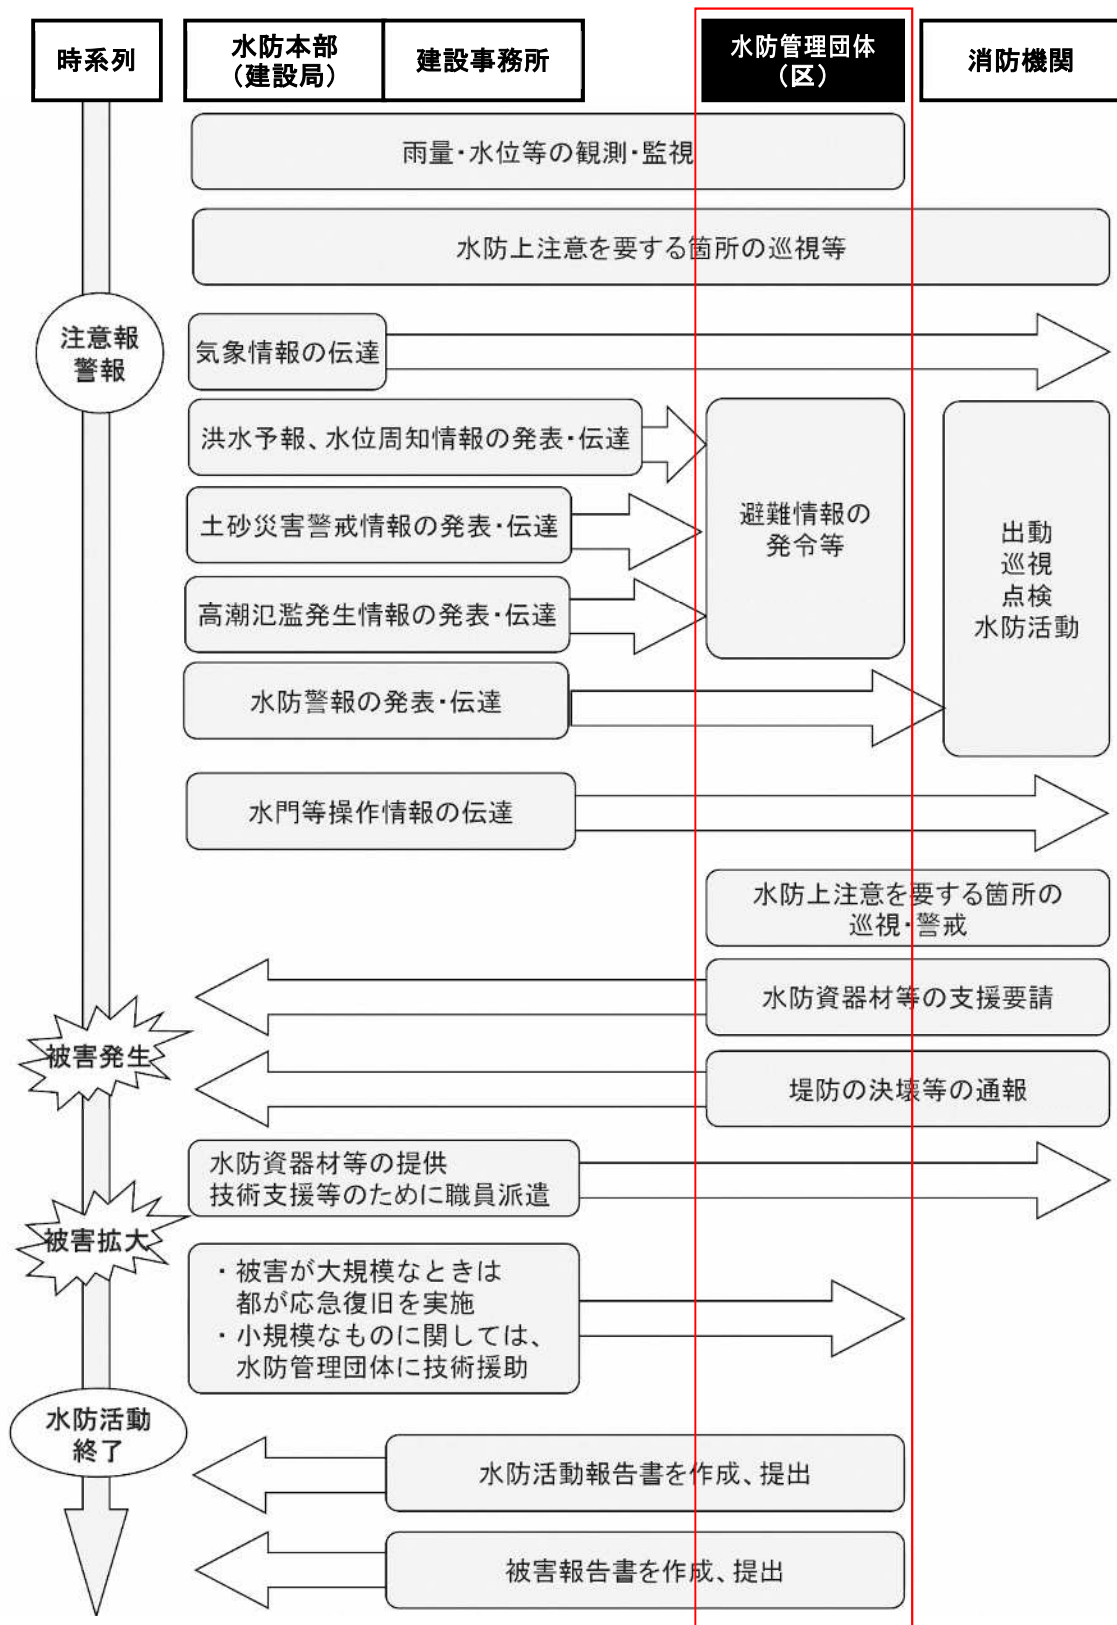 時系列
水防本部
（建設局）
建設事務所
水防管理団体
（区）
消防機関
雨量・水位等の観測・監視
水防上注意を要する箇所の巡視等
注意報
警報
気象情報の伝達
洪水予報、水位周知情報の発表・伝達
土砂災害警戒情報の発表・伝達
高潮氾濫発生情報の発表・伝達
避難情報の
発令等
出動
巡視
点検
水防活動
水防警報の発表・伝達
水門等操作情報の伝達
水防上注意を要する箇所の
巡視・警戒
水防資器材等の支援要請
被害発生
堤防の決壊等の通報
水防資器材等の提供
技術支援等のために職員派遣
被害拡大
・被害が大規模なときは
都が応急復旧を実施
・小規模なものに関しては、
水防管理団体に技術援助
水防活動
終了
水防活動報告書を作成、提出
被害報告書を作成、提出